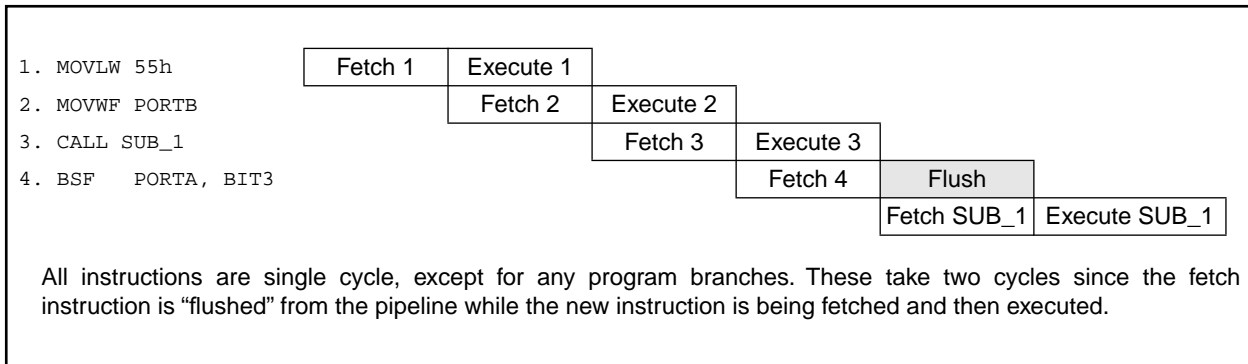 1. MOVLW 55h Fetch 1 Execute 1
2. MOVWF PORTB Fetch 2 Execute 2
3. CALL SUB_1 Fetch 3 Execute 3
4. BSF PORTA, BIT3 Fetch 4 Flush
Fetch SUB_1 Execute SUB_1
All instructions are single cycle, except for any program branches. These take two cycles since the fetch
instruction is “flushed” from the pipeline while the new instruction is being fetched and then executed.